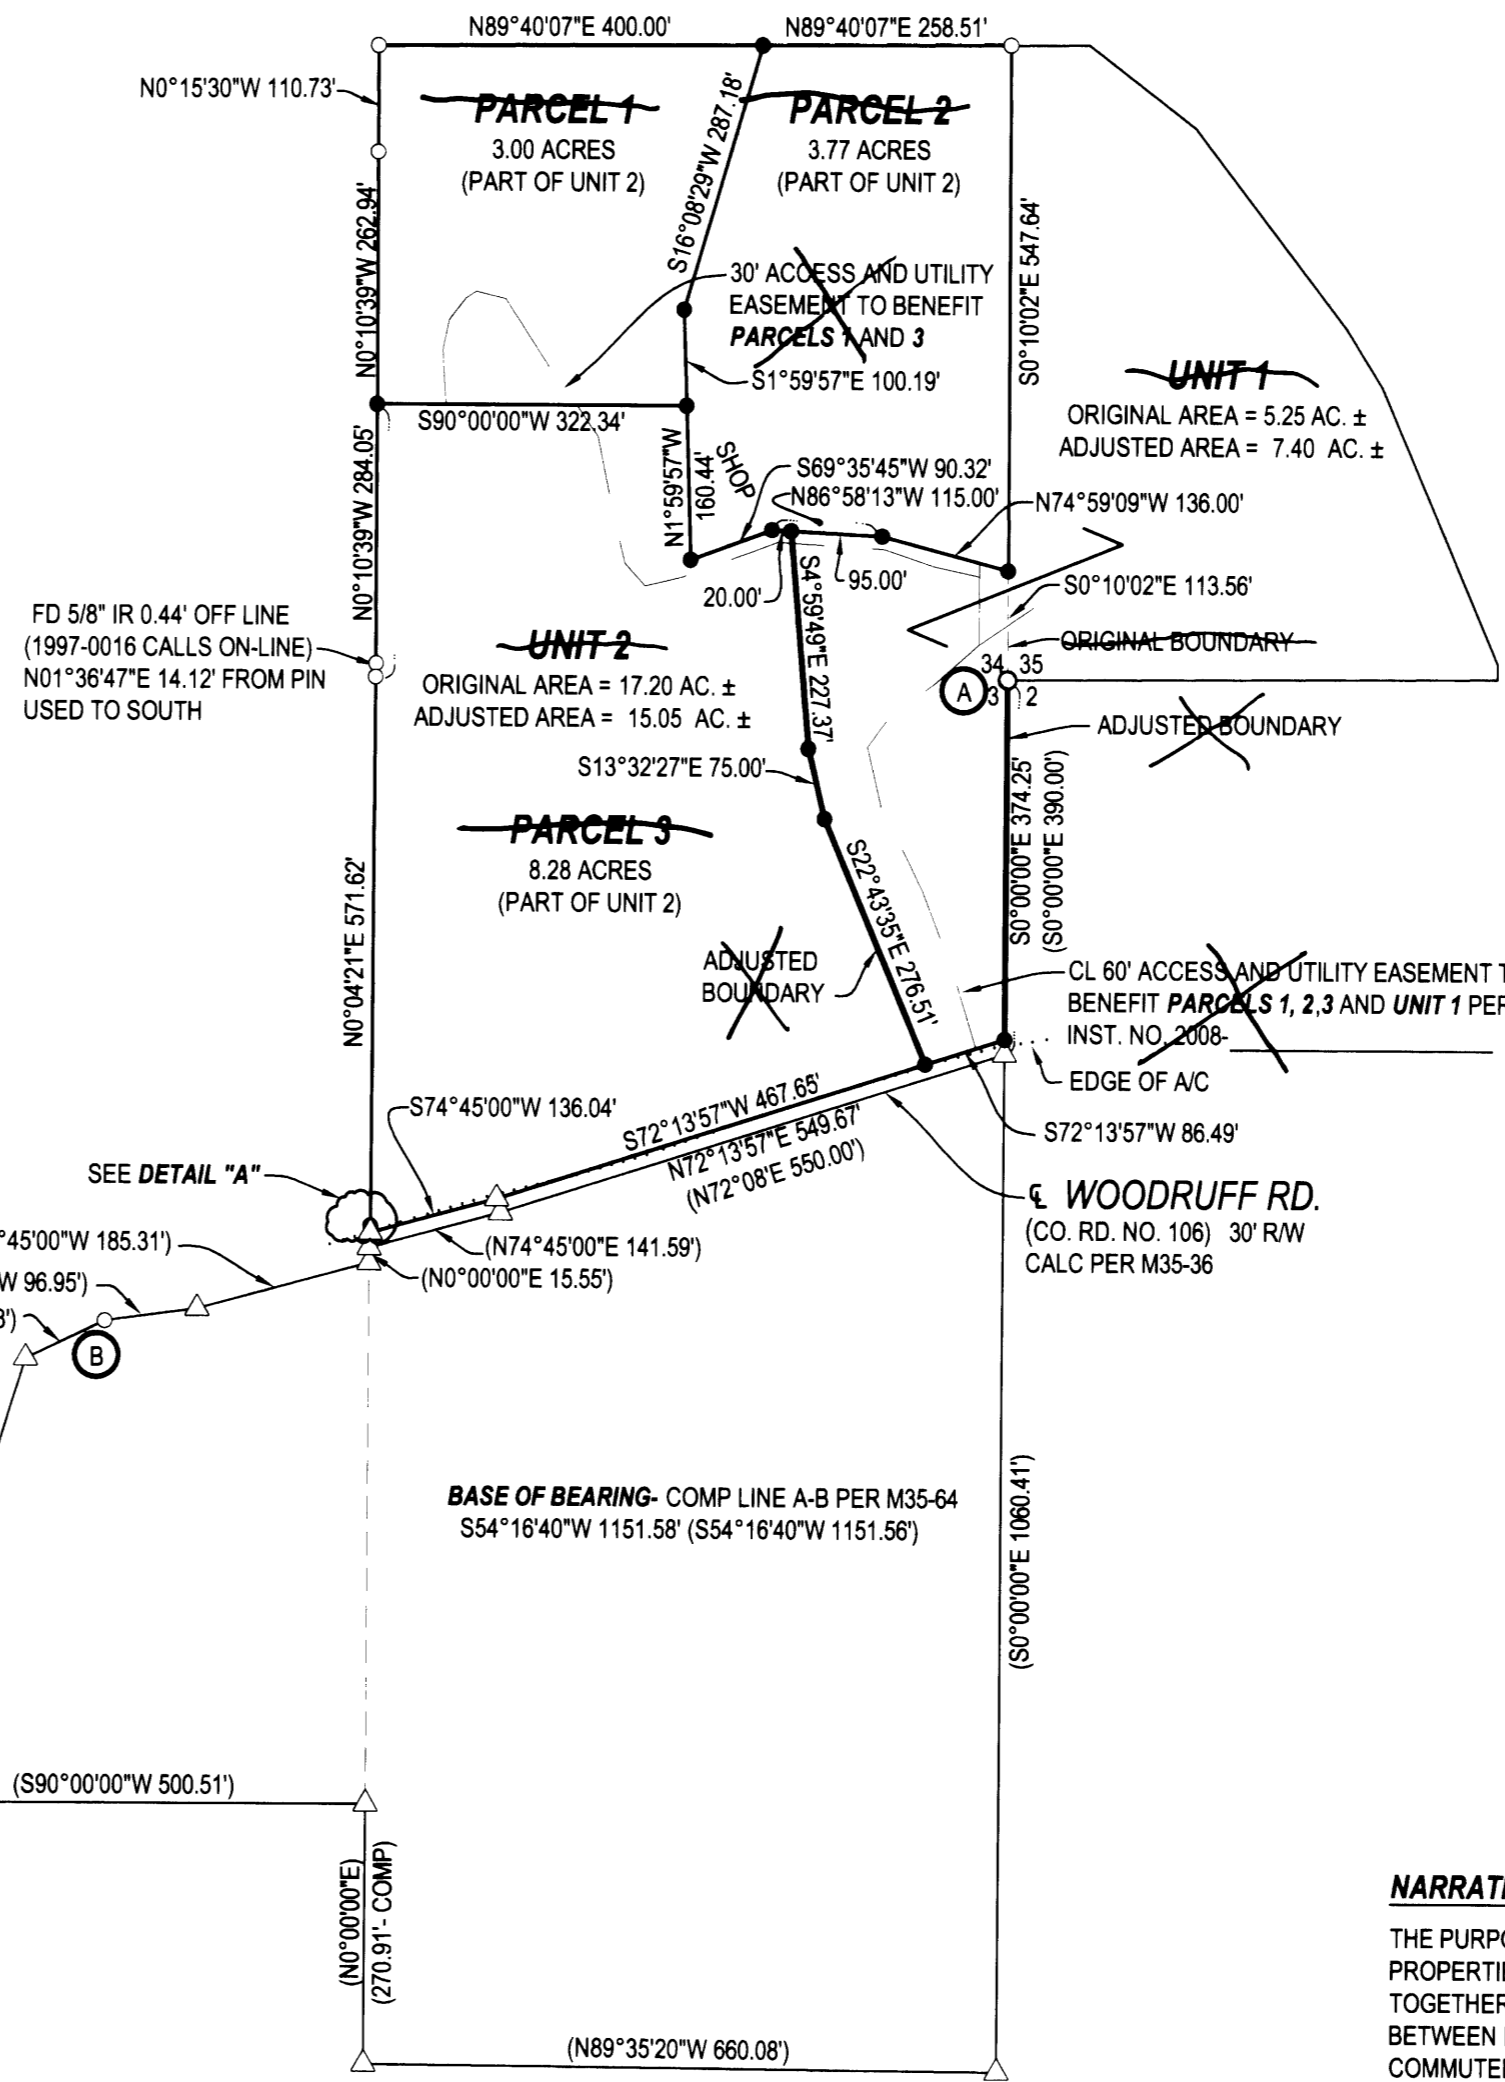 N89°40'07"E 400.00'
N89°40'07"E 258.51'
N0°15'30"W 110.73'
PARCEL 1
3.00 ACRES
(PART OF UNIT 2)
S16°08'29"W 287.18'
PARCEL 2
3.77 ACRES
(PART OF UNIT 2)
N0°10'39"W 262.94'
S0°10'02"E 547.64'
30' ACCESS AND UTILITY
EASEMENT TO BENEFIT
PARCELS 1 AND 3
S1°59'57"E 100.19'
UNIT 1
ORIGINAL AREA = 5.25 AC. ±
ADJUSTED AREA = 7.40 AC. ±
S90°00'00"W 322.34'
N0°10'39"W 284.05'
N1°59'57"W
160.44'
SHOP
S69°35'45"W 90.32'
N86°58'13"W 115.00'
N74°59'09"W 136.00'
20.00'
95.00'
S4°59'49"E 227.37'
S0°10'02"E 113.56'
ORIGINAL BOUNDARY
34 35
A 3 2
FD 5/8" IR 0.44' OFF LINE
(1997-0016 CALLS ON-LINE)
N01°36'47"E 14.12' FROM PIN
USED TO SOUTH
UNIT 2
ORIGINAL AREA = 17.20 AC. ±
ADJUSTED AREA = 15.05 AC. ±
ADJUSTED BOUNDARY
S13°32'27"E 75.00'
S0°00'00"E 374.25'
(S0°00'00"E 390.00')
PARCEL 3
8.28 ACRES
(PART OF UNIT 2)
N0°04'21"E 571.62'
S22°43'35"E 276.51'
ADJUSTED
BOUNDARY
CL 60' ACCESS AND UTILITY EASEMENT T
BENEFIT PARCELS 1, 2,3 AND UNIT 1 PER
INST. NO. 2008-
EDGE OF A/C
S72°13'57"W 86.49'
S74°45'00"W 136.04'
S72°13'57"W 467.65'
N72°13'57"E 549.67'
(N72°08'E 550.00')
SEE DETAIL "A"
℄ WOODRUFF RD.
(CO. RD. NO. 106) 30' R/W
CALC PER M35-36
°45'00"W 185.31')
(N74°45'00"E 141.59')
(N0°00'00"E 15.55')
W 96.95')
')
B
BASE OF BEARING- COMP LINE A-B PER M35-64
S54°16'40"W 1151.58' (S54°16'40"W 1151.56')
(S0°00'00"E 1060.41')
(S90°00'00"W 500.51')
(N0°00'00"E)
(270.91'- COMP)
(N89°35'20"W 660.08')
NARRATI
THE PURPO
PROPERTI
TOGETHER
BETWEEN
COMMUTE